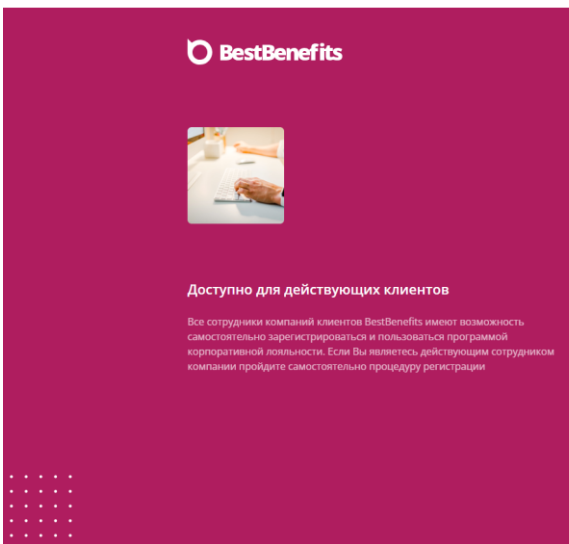 BestBenefits
Доступно для действующих клиентов
Все сотрудники компаний клиентов BestBenefits имеют возможность
самостоятельно зарегистрироваться и пользоваться программой
корпоративной лояльности. Если Вы являетесь действующим сотрудником
компании пройдите самостоятельно процедуру регистрации